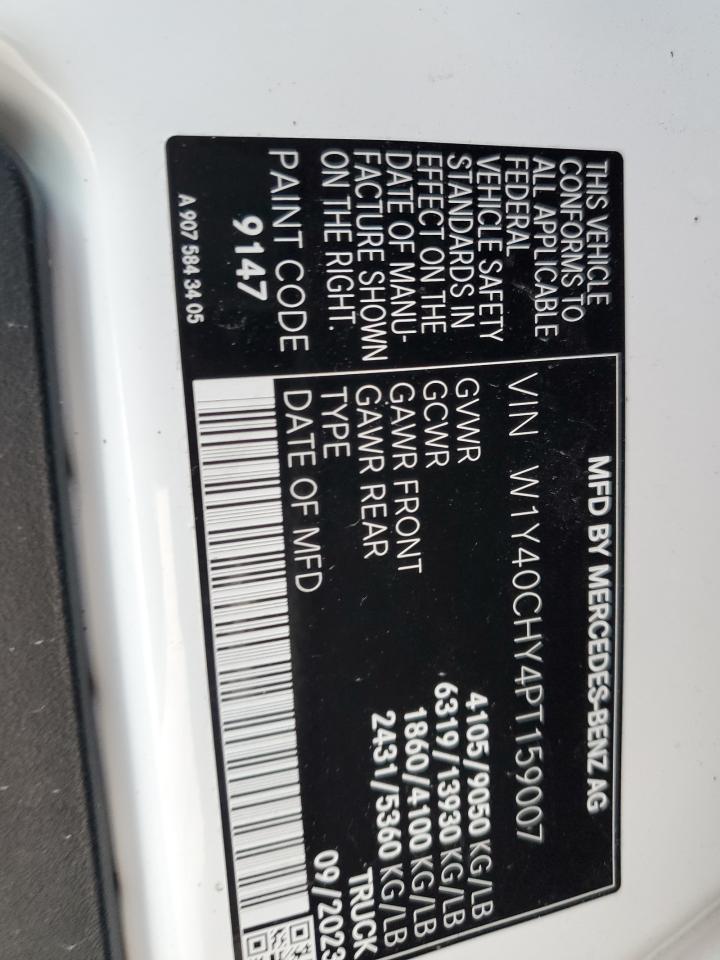 THIS VEHICLE
CONFORMS TO
ALL APPLICABLE
FEDERAL
VEHICLE SAFETY
STANDARDS IN
EFFECT ON THE
DATE OF MANU-
FACTURE SHOWN
ON THE RIGHT.
PAINT CODE
9147
A 907 584 34 05
MFD BY MERCEDES-BENZ AG
VIN W1Y40CHY4PT159007
GVWR 4105/9050 KG/LB
GCWR 6319/13930 KG/LB
GAWR FRONT 1860/4100 KG/LB
GAWR REAR 2431/5360 KG/LB
TYPE TRUCK
DATE OF MFD 09/2023